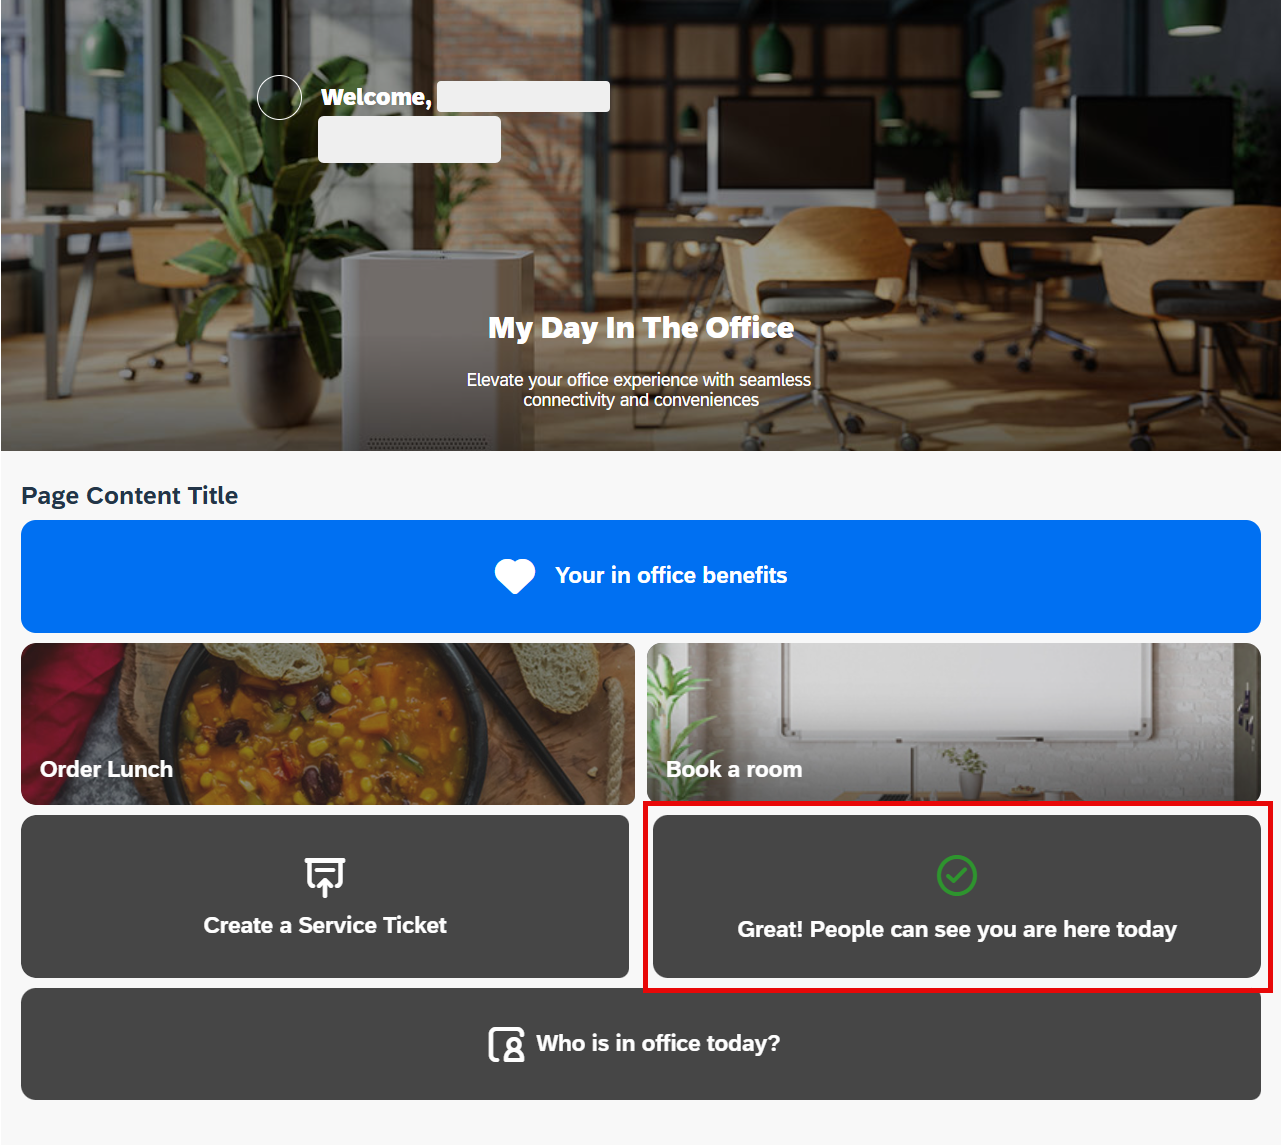 Welcome,
My Day In The Office
Elevate your office experience with seamless
connectivity and conveniences
Page Content Title
Your in office benefits
Order Lunch
Book a room
Create a Service Ticket
Great! People can see you are here today
Who is in office today?